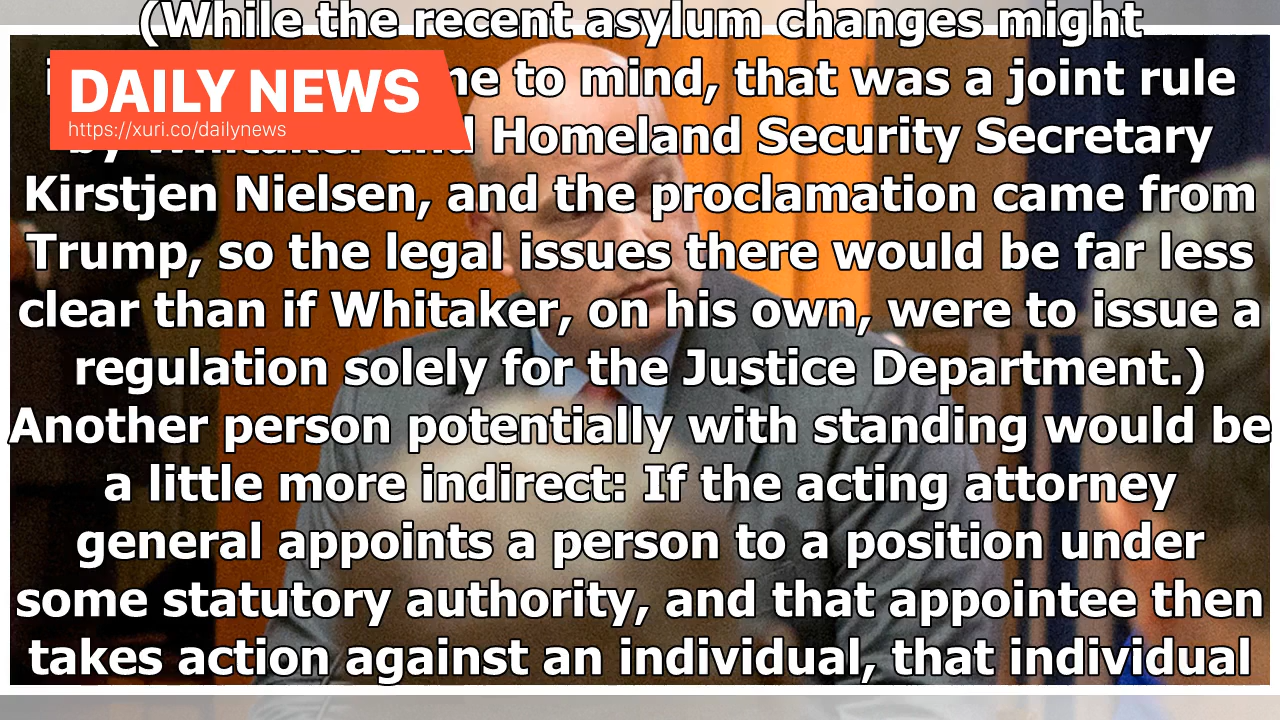 (While the recent asylum changes might
DAILY NEWS
https://xuri.co/dailynews
to mind, that was a joint rule
Homeland Security Secretary
Kirstjen Nielsen, and the proclamation came from
Trump, so the legal issues there would be far less
clear than if Whitaker, on his own, were to issue a
regulation solely for the Justice Department.)
Another person potentially with standing would be
a little more indirect: If the acting attorney
general appoints a person to a position under
some statutory authority, and that appointee then
takes action against an individual, that individual